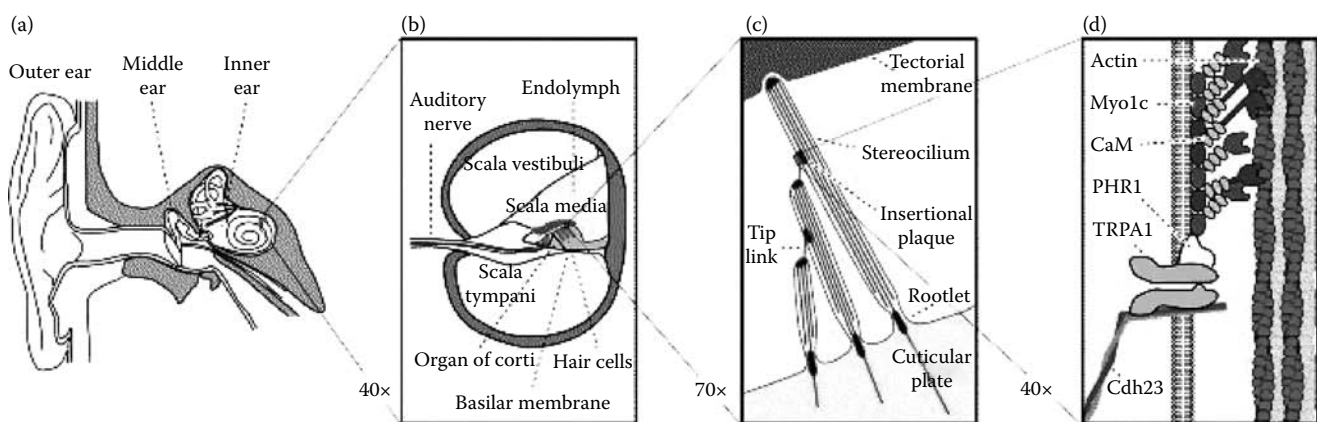 (a)
Outer ear
Middle
ear
Inner
ear
40×
(b)
Auditory
nerve
Endolymph
Scala vestibuli
Scala media
Scala
tympani
Organ of corti
Hair cells
Basilar membrane
70×
(c)
Tectorial
membrane
Stereocilium
Insertional
plaque
Tip
link
Rootlet
Cuticular
plate
40×
(d)
Actin
Myo1c
CaM
PHR1
TRPA1
Cdh23